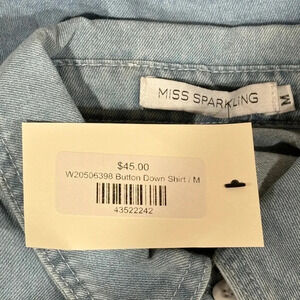 MISS SPARKLING
M
$45.00
W20506398 Button Down Shirt / M
43522242